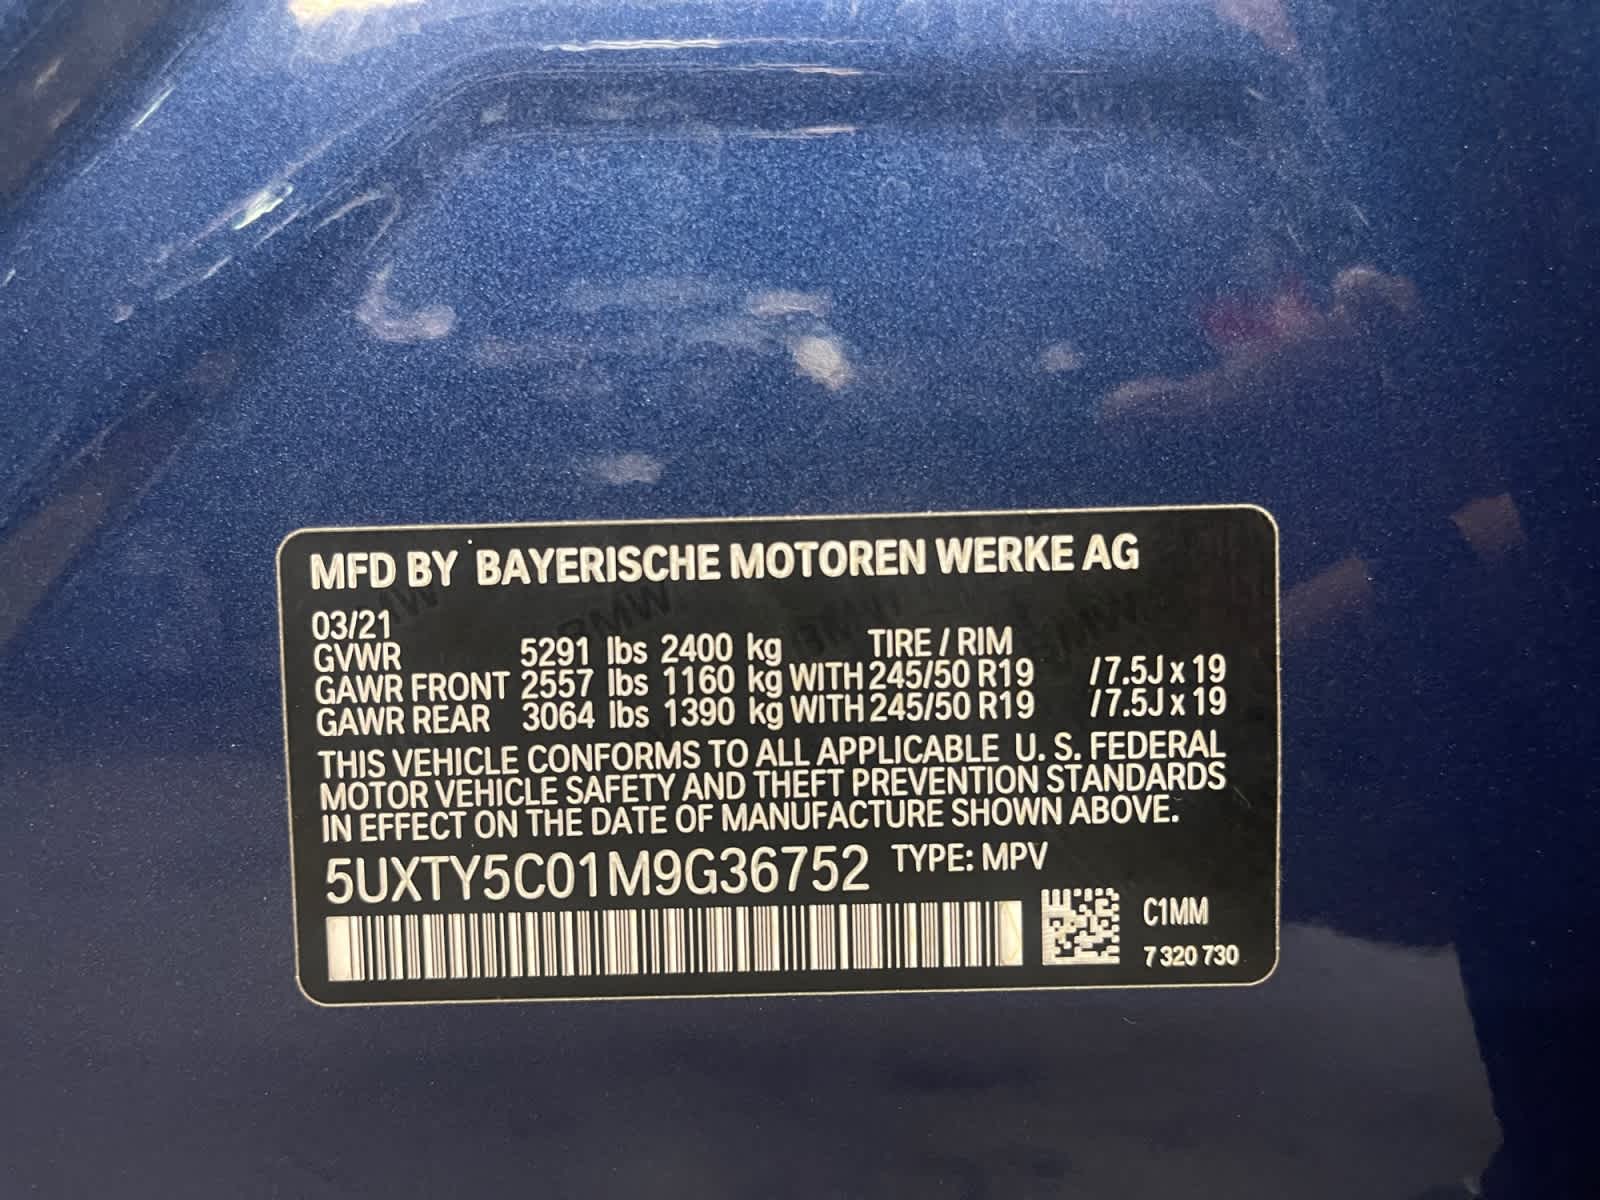 MFD BY BAYERISCHE MOTOREN WERKE AG
03/21
GVWR 5291 lbs 2400 kg TIRE / RIM
GAWR FRONT 2557 lbs 1160 kg WITH 245/50 R19 /7.5J x 19
GAWR REAR 3064 lbs 1390 kg WITH 245/50 R19 /7.5J x 19
THIS VEHICLE CONFORMS TO ALL APPLICABLE U. S. FEDERAL
MOTOR VEHICLE SAFETY AND THEFT PREVENTION STANDARDS
IN EFFECT ON THE DATE OF MANUFACTURE SHOWN ABOVE.
5UXTY5C01M9G36752 TYPE: MPV
C1MM
7 320 730